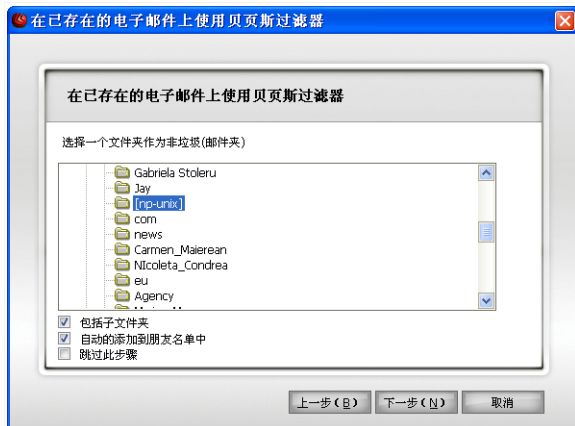 在已存在的电子邮件上使用贝页斯过滤器
在已存在的电子邮件上使用贝页斯过滤器
选择一个文件夹作为非垃圾(邮件夹)
Gabriela Stoleru
Jay
[np-unix]
com
news
Carmen_Maierean
NIcoleta_Condrea
eu
Agency
包括子文件夹
自动的添加到朋友名单中
跳过此步骤
上一步(B) 下一步(N) 取消